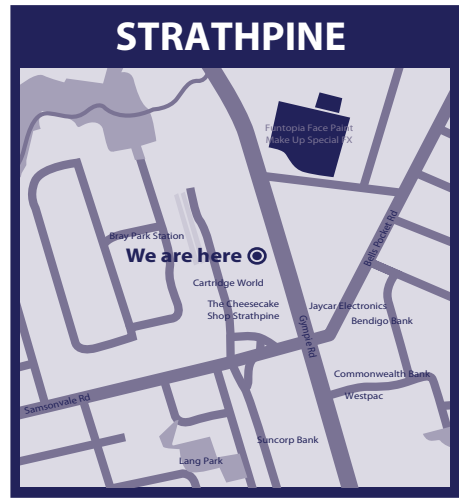 STRATHPINE
Funtopia Face Paint
Make Up Special FX
Bells Pocket Rd
Bray Park Station
We are here
Cartridge World
The Cheesecake
Shop Strathpine
Jaycar Electronics
Bendigo Bank
Gympie Rd
Commonwealth Bank
Westpac
Samsonvale Rd
Suncorp Bank
Lang Park